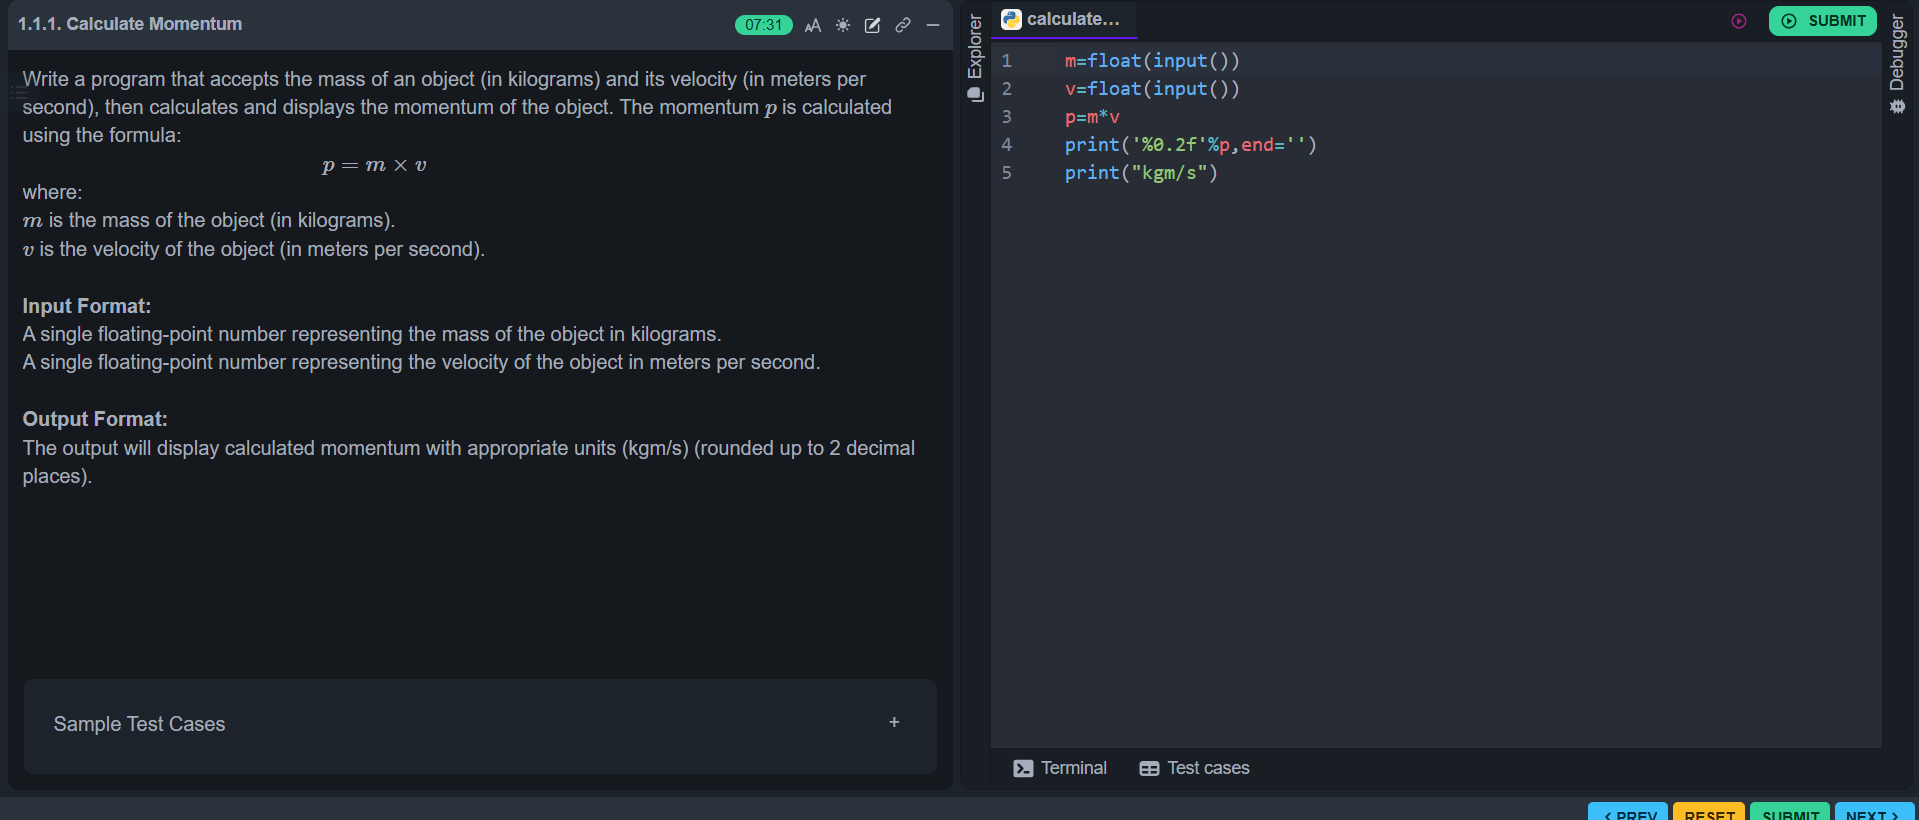 1.1.1. Calculate Momentum
07:31
Write a program that accepts the mass of an object (in kilograms) and its velocity (in meters per
second), then calculates and displays the momentum of the object. The momentum p is calculated
using the formula:
p = m × v
where:
m is the mass of the object (in kilograms).
v is the velocity of the object (in meters per second).
Input Format:
A single floating-point number representing the mass of the object in kilograms.
A single floating-point number representing the velocity of the object in meters per second.
Output Format:
The output will display calculated momentum with appropriate units (kgm/s) (rounded up to 2 decimal
places).
Sample Test Cases
+
Explorer
calculate...
SUBMIT
Debugger
1 m=float(input())
2 v=float(input())
3 p=m*v
4 print('%0.2f'%p,end='')
5 print("kgm/s")
Terminal
Test cases
< PREV
RESET
SUBMIT
NEXT >